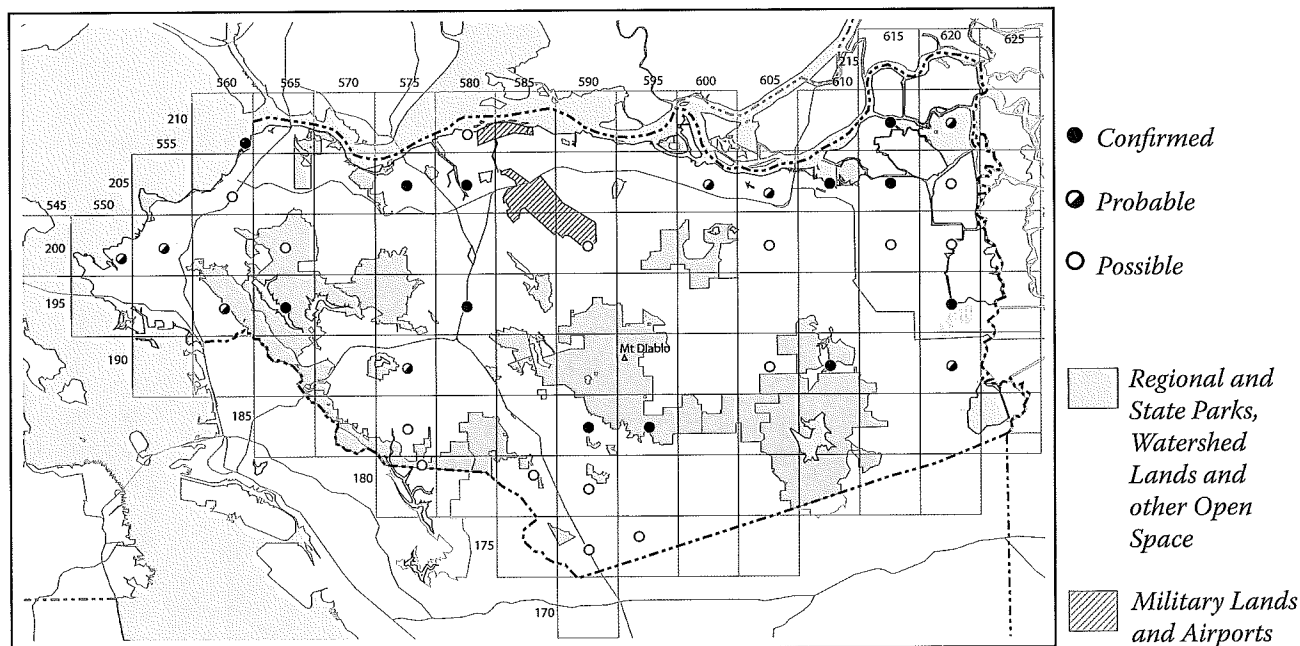 615 620 625
215
560 565 570 575 580 585 590 595 600 605 610
210
555
205
545 550
200
195
190
Mt Diablo
185
180
175
170
Confirmed
Probable
Possible
Regional and
State Parks,
Watershed
Lands and
other Open
Space
Military Lands
and Airports